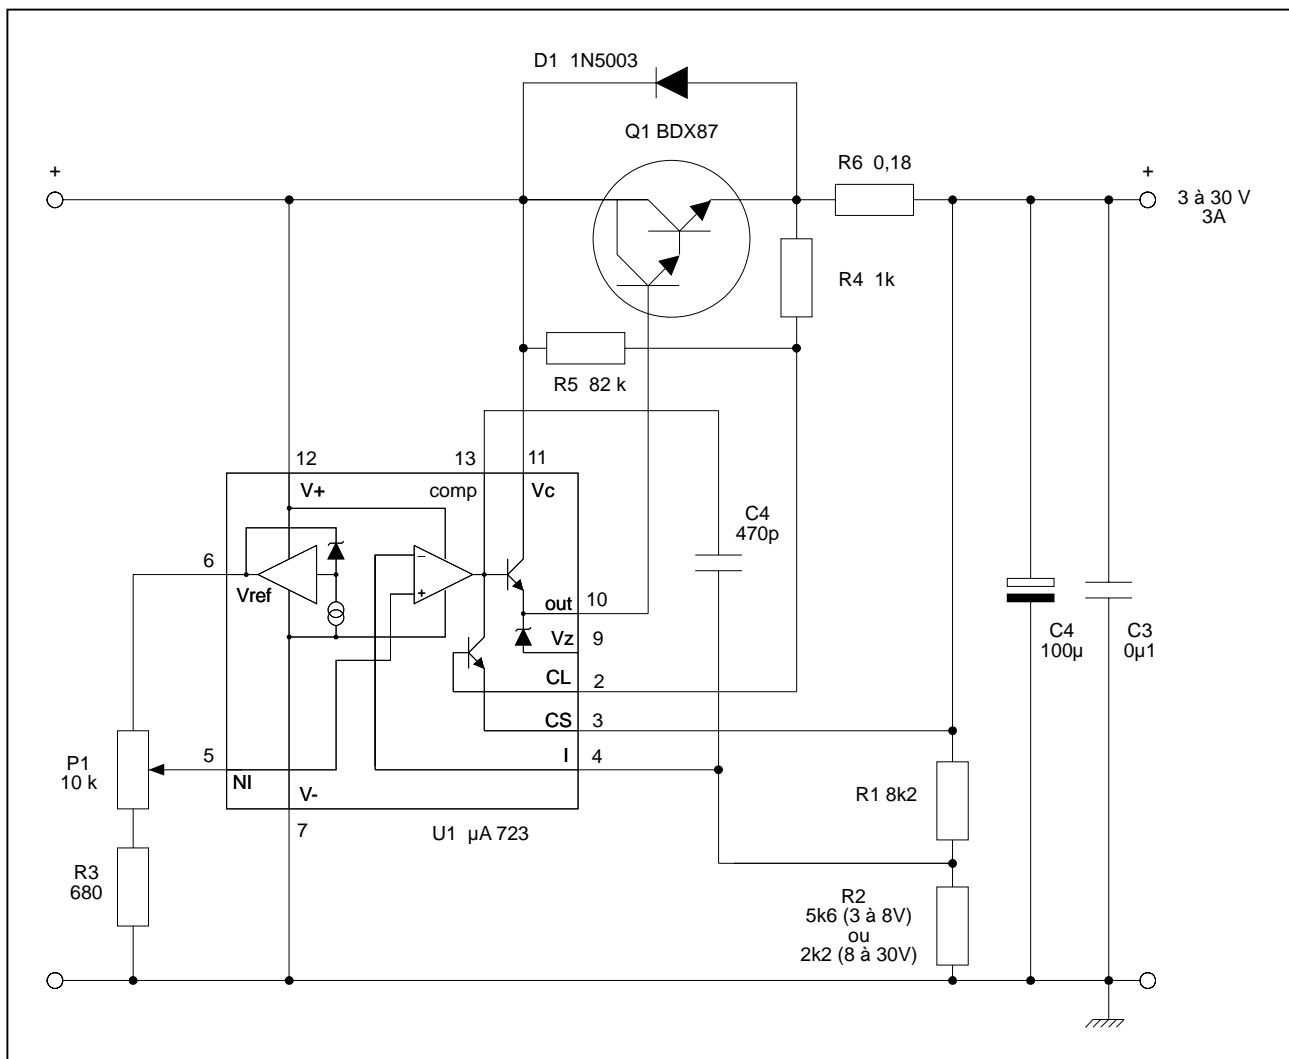 D1 1N5003
Q1 BDX87
R6 0,18
+
+
3 à 30 V
3A
R4 1k
R5 82 k
12
13
11
V+
comp
Vc
C4
470p
6
Vref
−
+
out
10
Vz
9
CL
2
CS
3
I
4
C4
100µ
C3
0µ1
P1
10 k
5
NI
V-
7
U1 µA 723
R1 8k2
R3
680
R2
5k6 (3 à 8V)
ou
2k2 (8 à 30V)